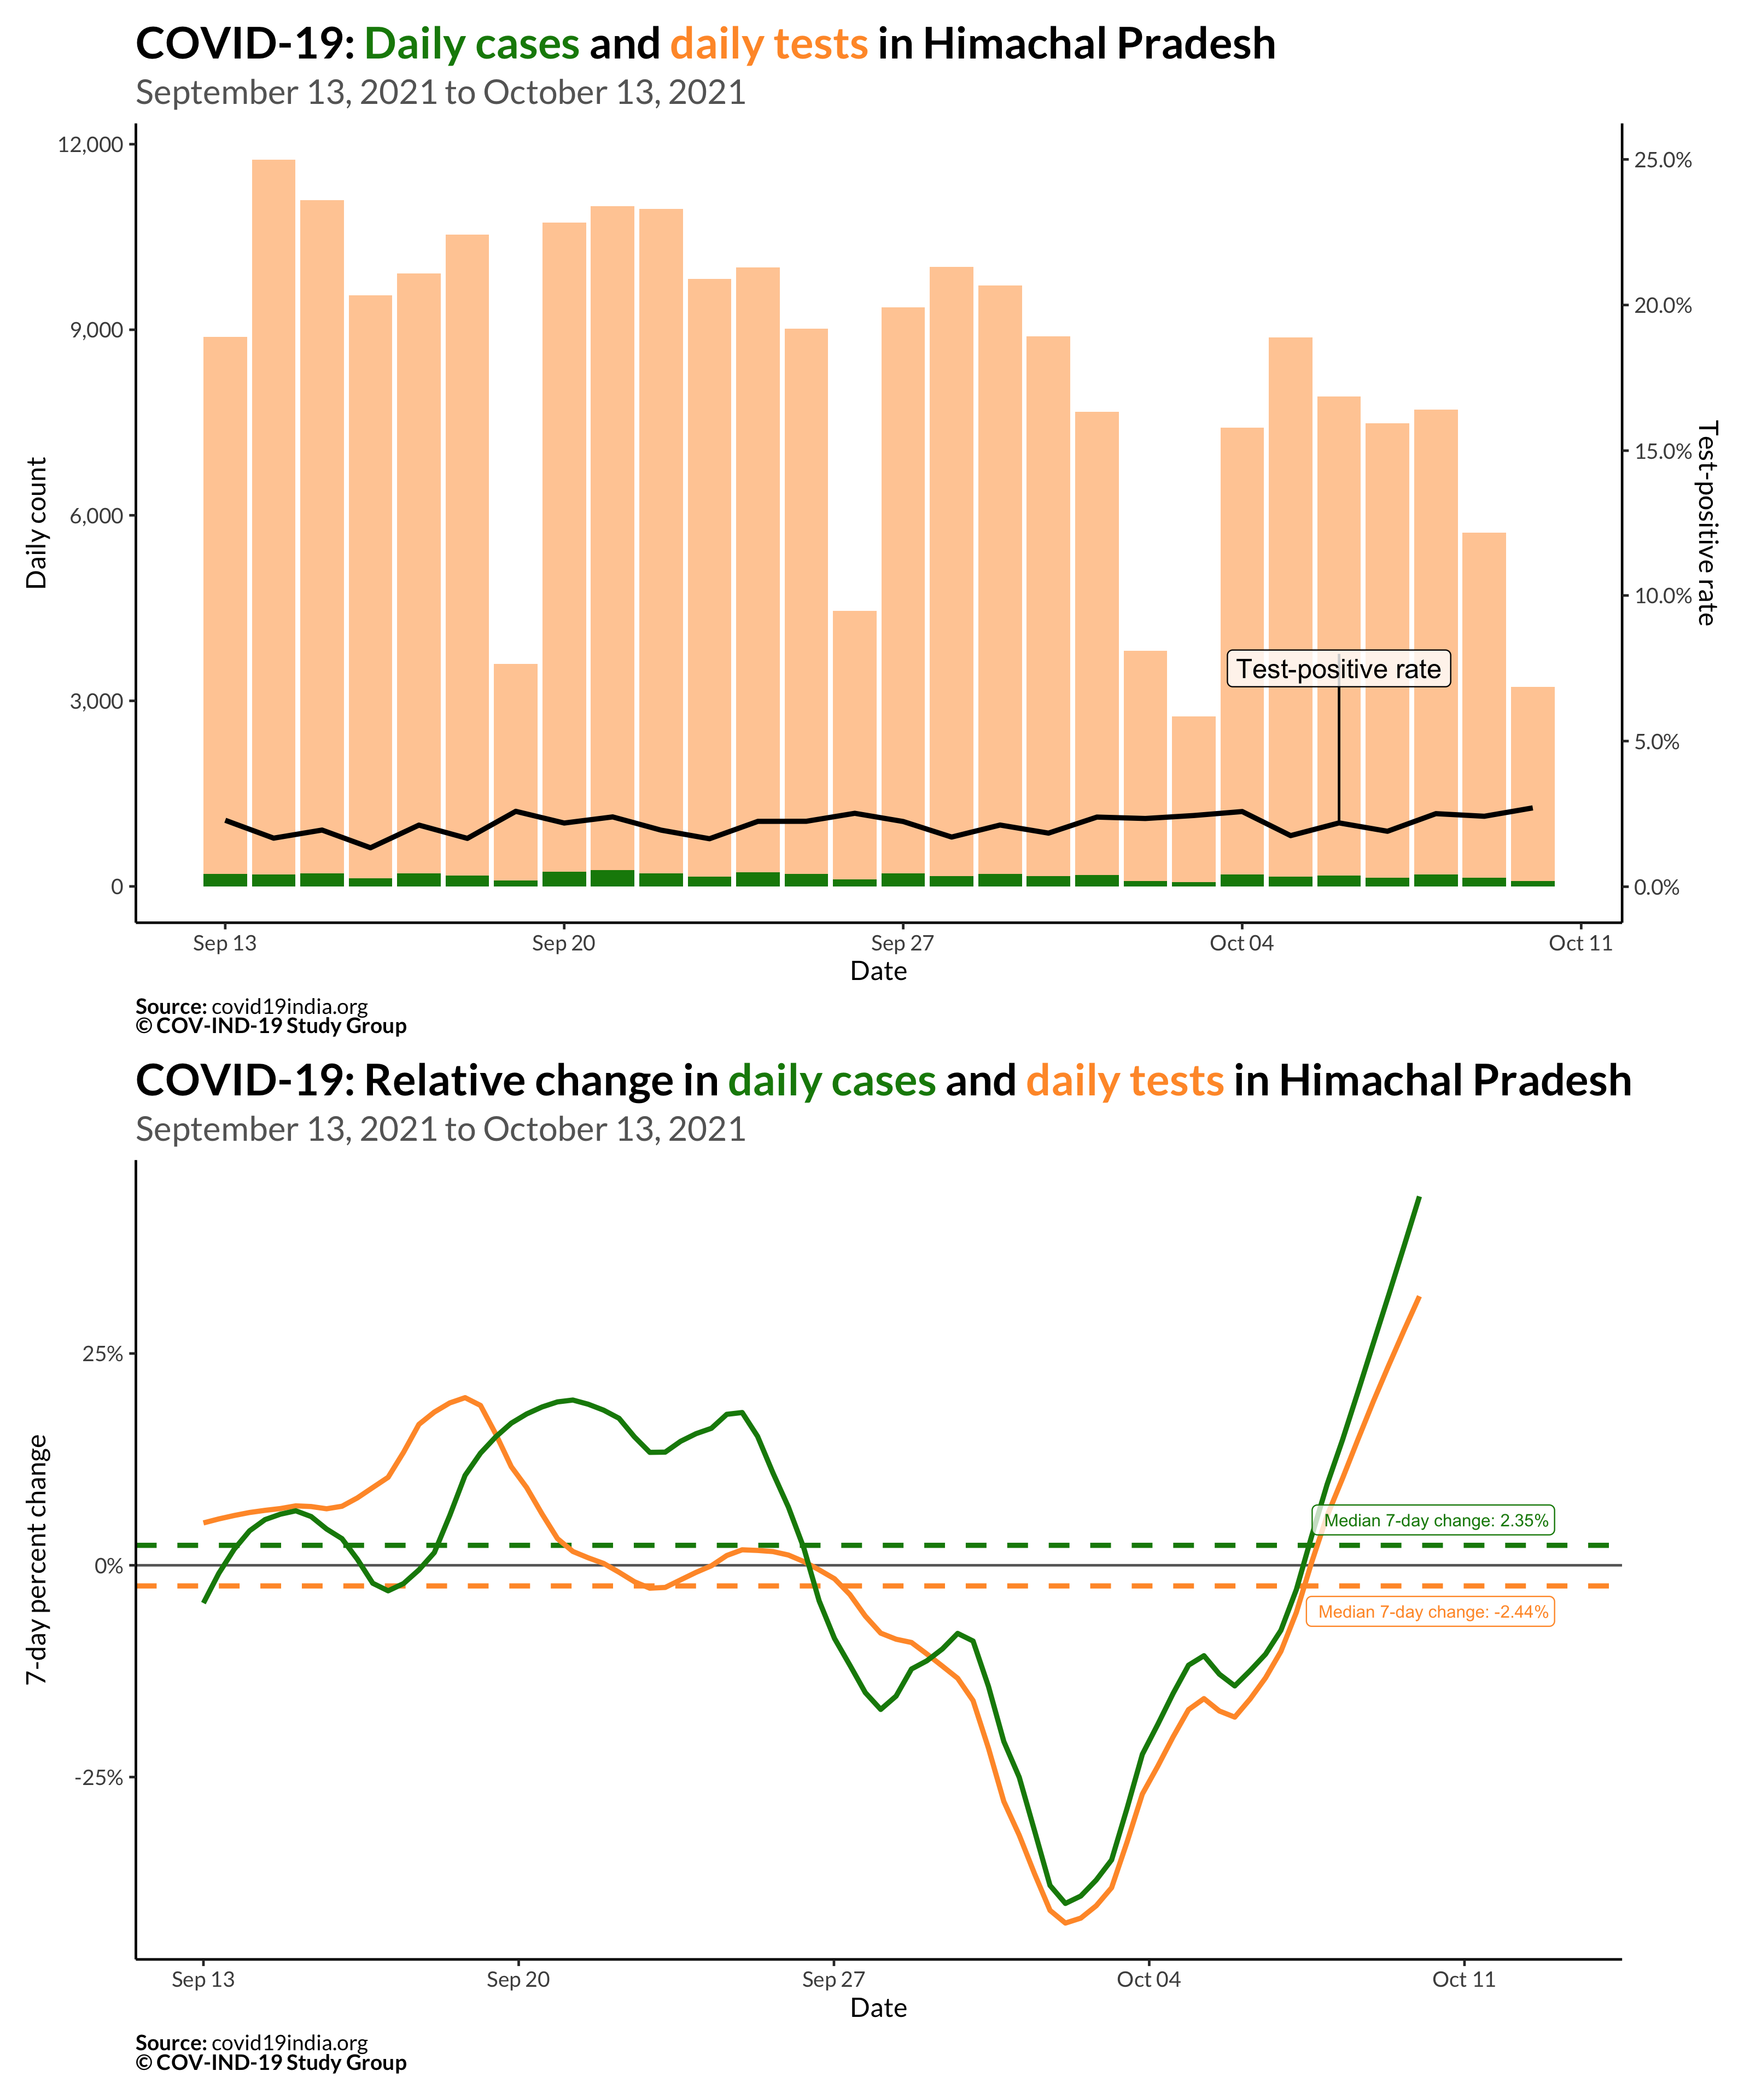 COVID-19: Daily cases and daily tests in Himachal Pradesh
September 13, 2021 to October 13, 2021
12,000
9,000
6,000
3,000
0
Daily count
25.0%
20.0%
15.0%
10.0%
5.0%
0.0%
Test-positive rate
Test-positive rate
Sep 13
Sep 20
Sep 27
Oct 04
Oct 11
Date
Source: covid19india.org
© COV-IND-19 Study Group
COVID-19: Relative change in daily cases and daily tests in Himachal Pradesh
September 13, 2021 to October 13, 2021
25%
0%
-25%
7-day percent change
Median 7-day change: 2.35%
Median 7-day change: -2.44%
Sep 13
Sep 20
Sep 27
Oct 04
Oct 11
Date
Source: covid19india.org
© COV-IND-19 Study Group